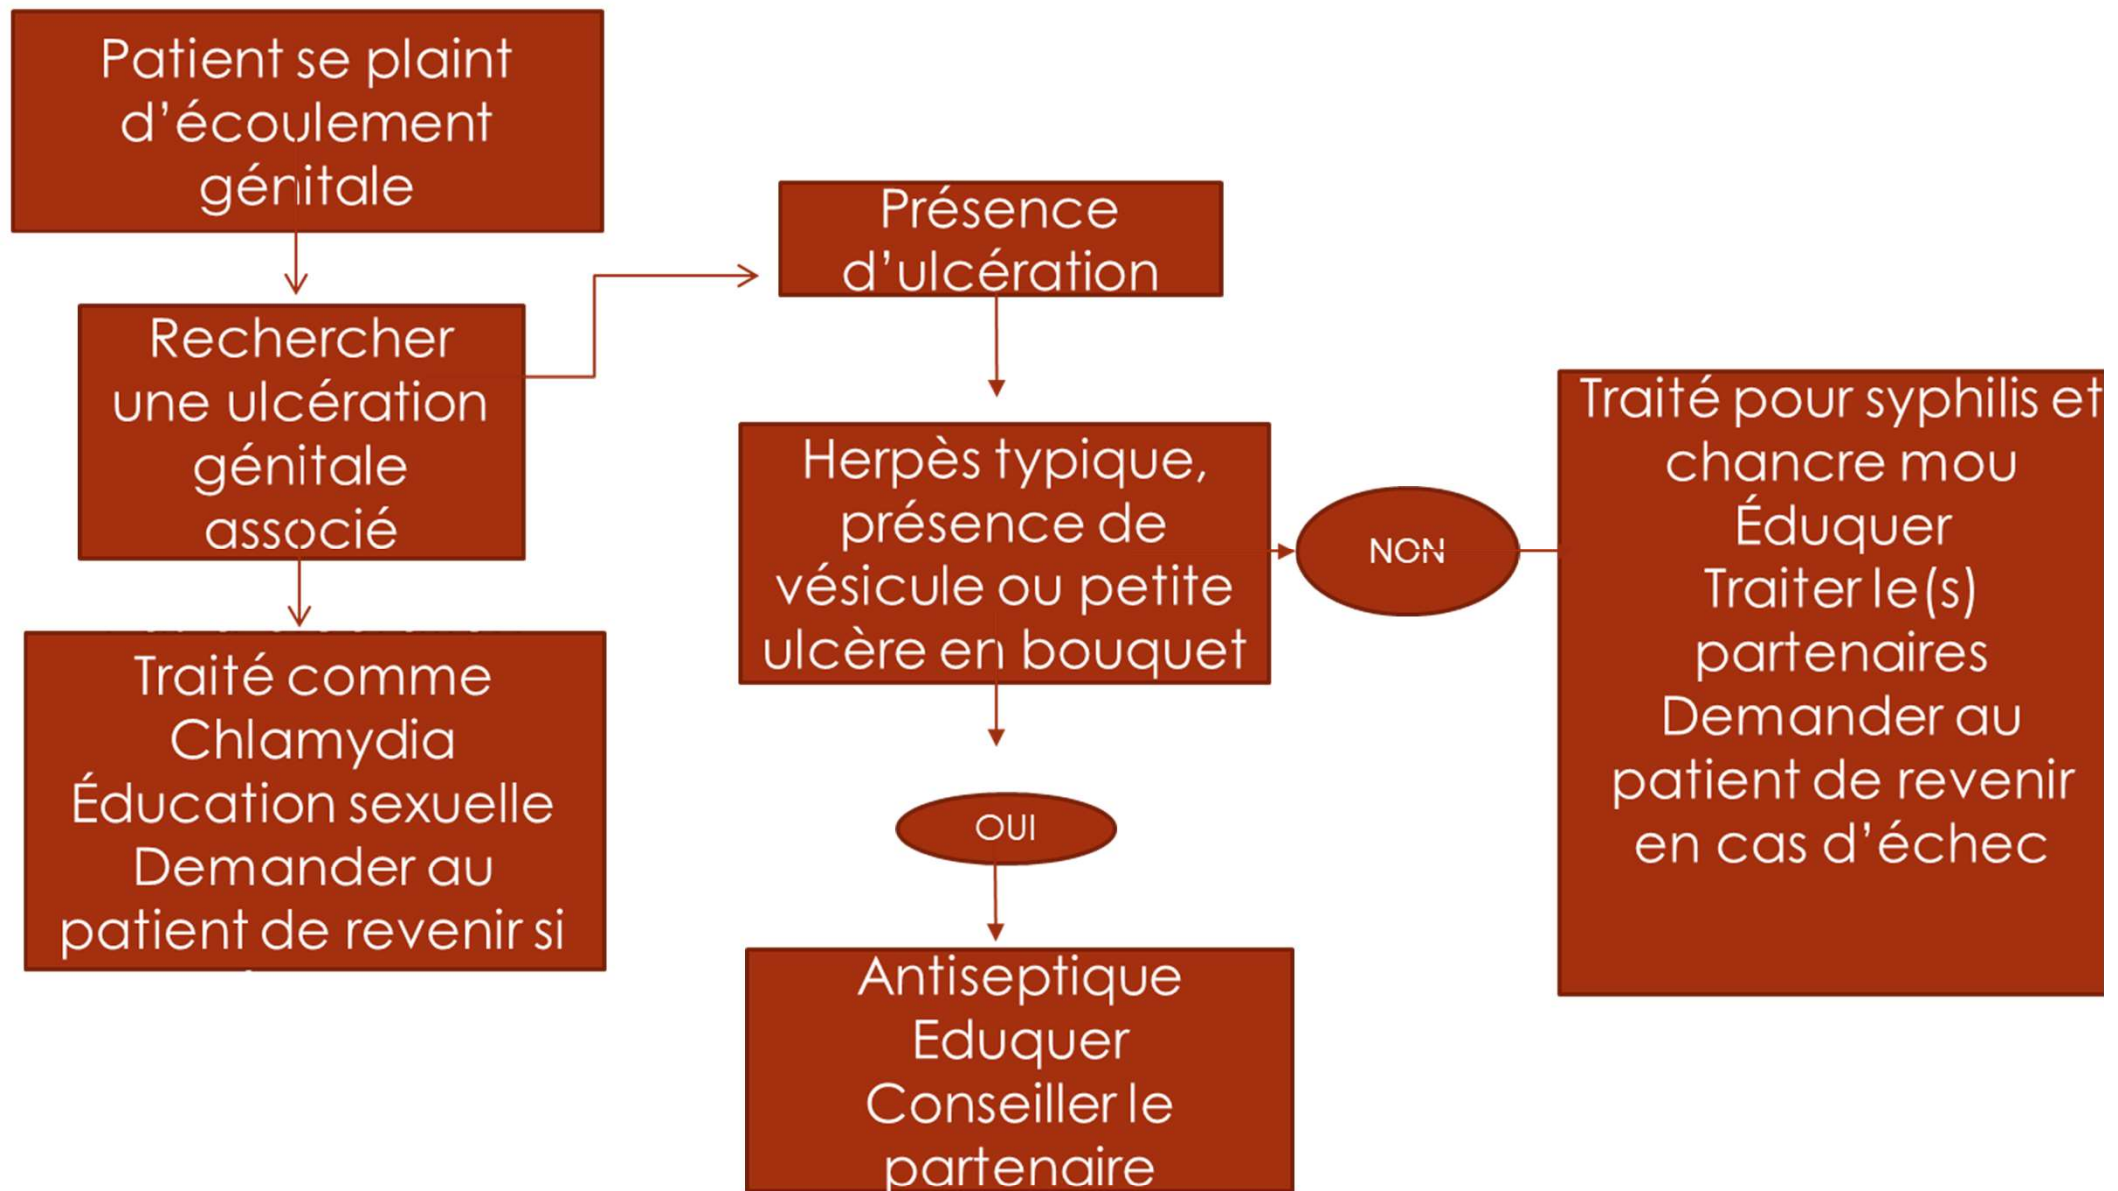 Patient se plaint
d'écoulement
génitale
Rechercher
une ulcération
génitale
associé
Traité comme
Chlamydia
Éducation sexuelle
Demander au
patient de revenir si
Présence
d'ulcération
Herpès typique,
présence de
vésicule ou petite
ulcère en bouquet
NON
OUI
Antiseptique
Eduquer
Conseiller le
partenaire
Traité pour syphilis et
chancre mou
Éduquer
Traiter le(s)
partenaires
Demander au
patient de revenir
en cas d'échec